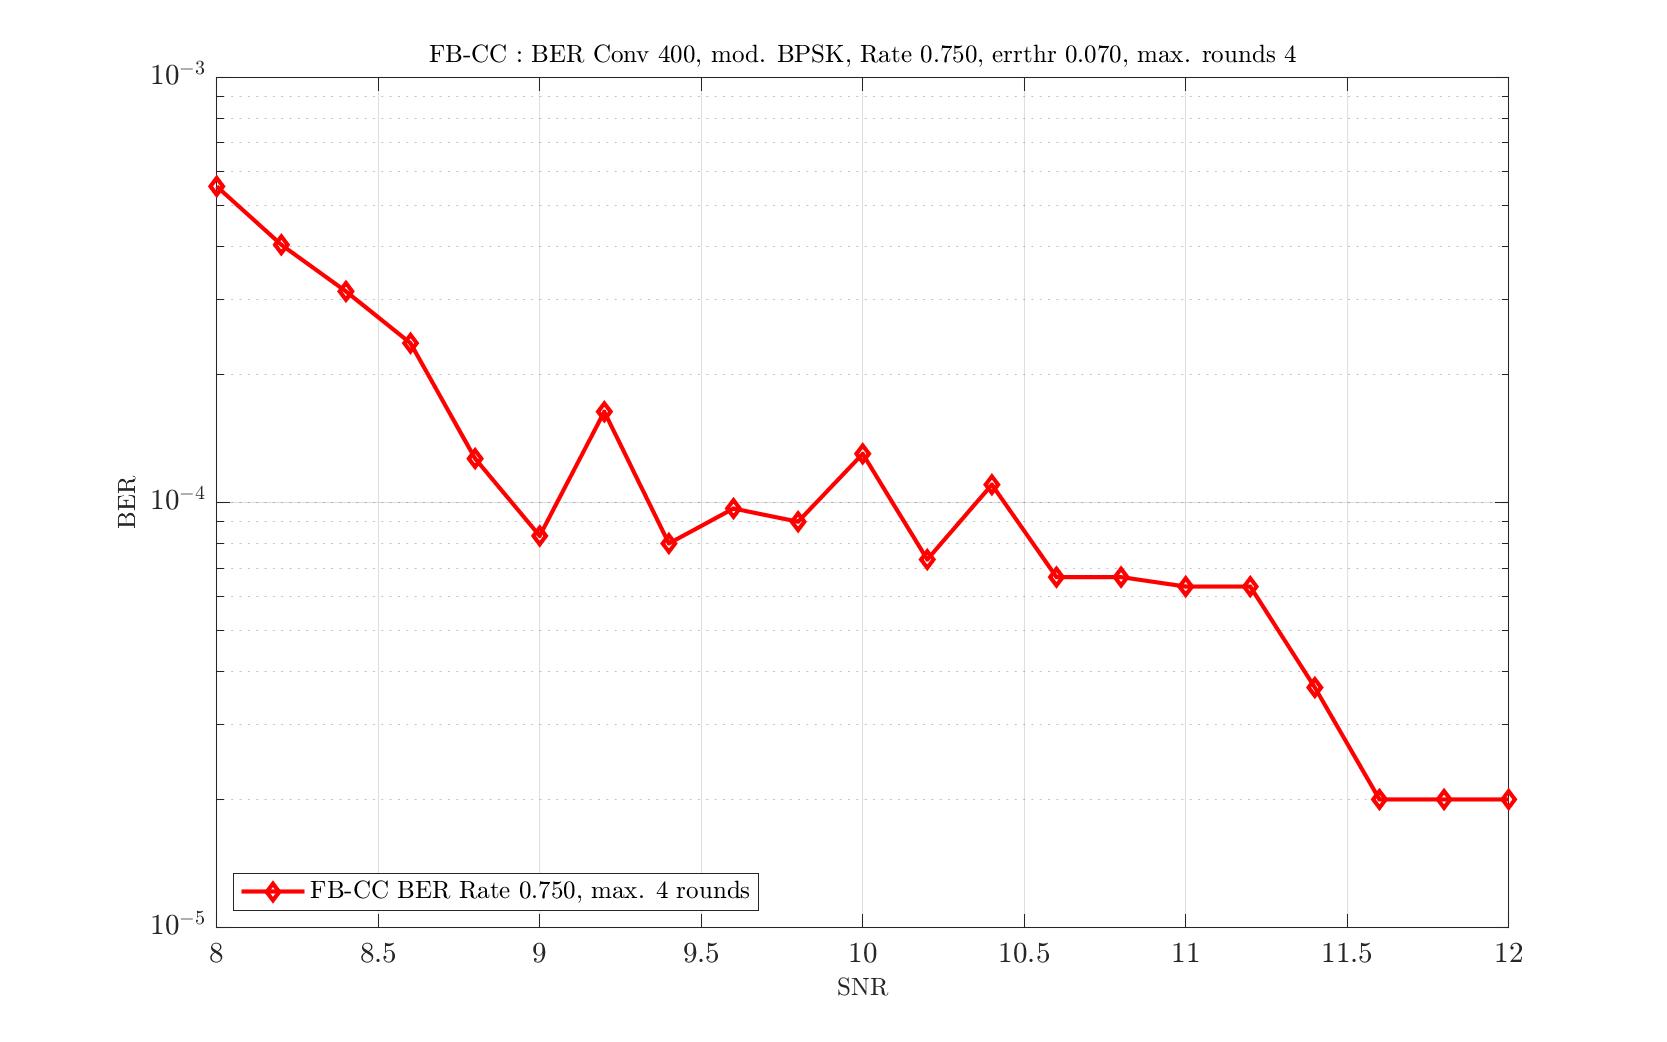 FB-CC : BER Conv 400, mod. BPSK, Rate 0.750, errthr 0.070, max. rounds 4
10⁻³
10⁻⁴
10⁻⁵
BER
FB-CC BER Rate 0.750, max. 4 rounds
8 8.5 9 9.5 10 10.5 11 11.5 12
SNR